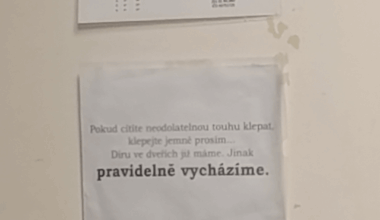 Pokud cítíte neodolatelnou touhu klepat,
klepejte jemně prosím...
Díru ve dveřích již máme. Jinak
pravidelně vycházíme.